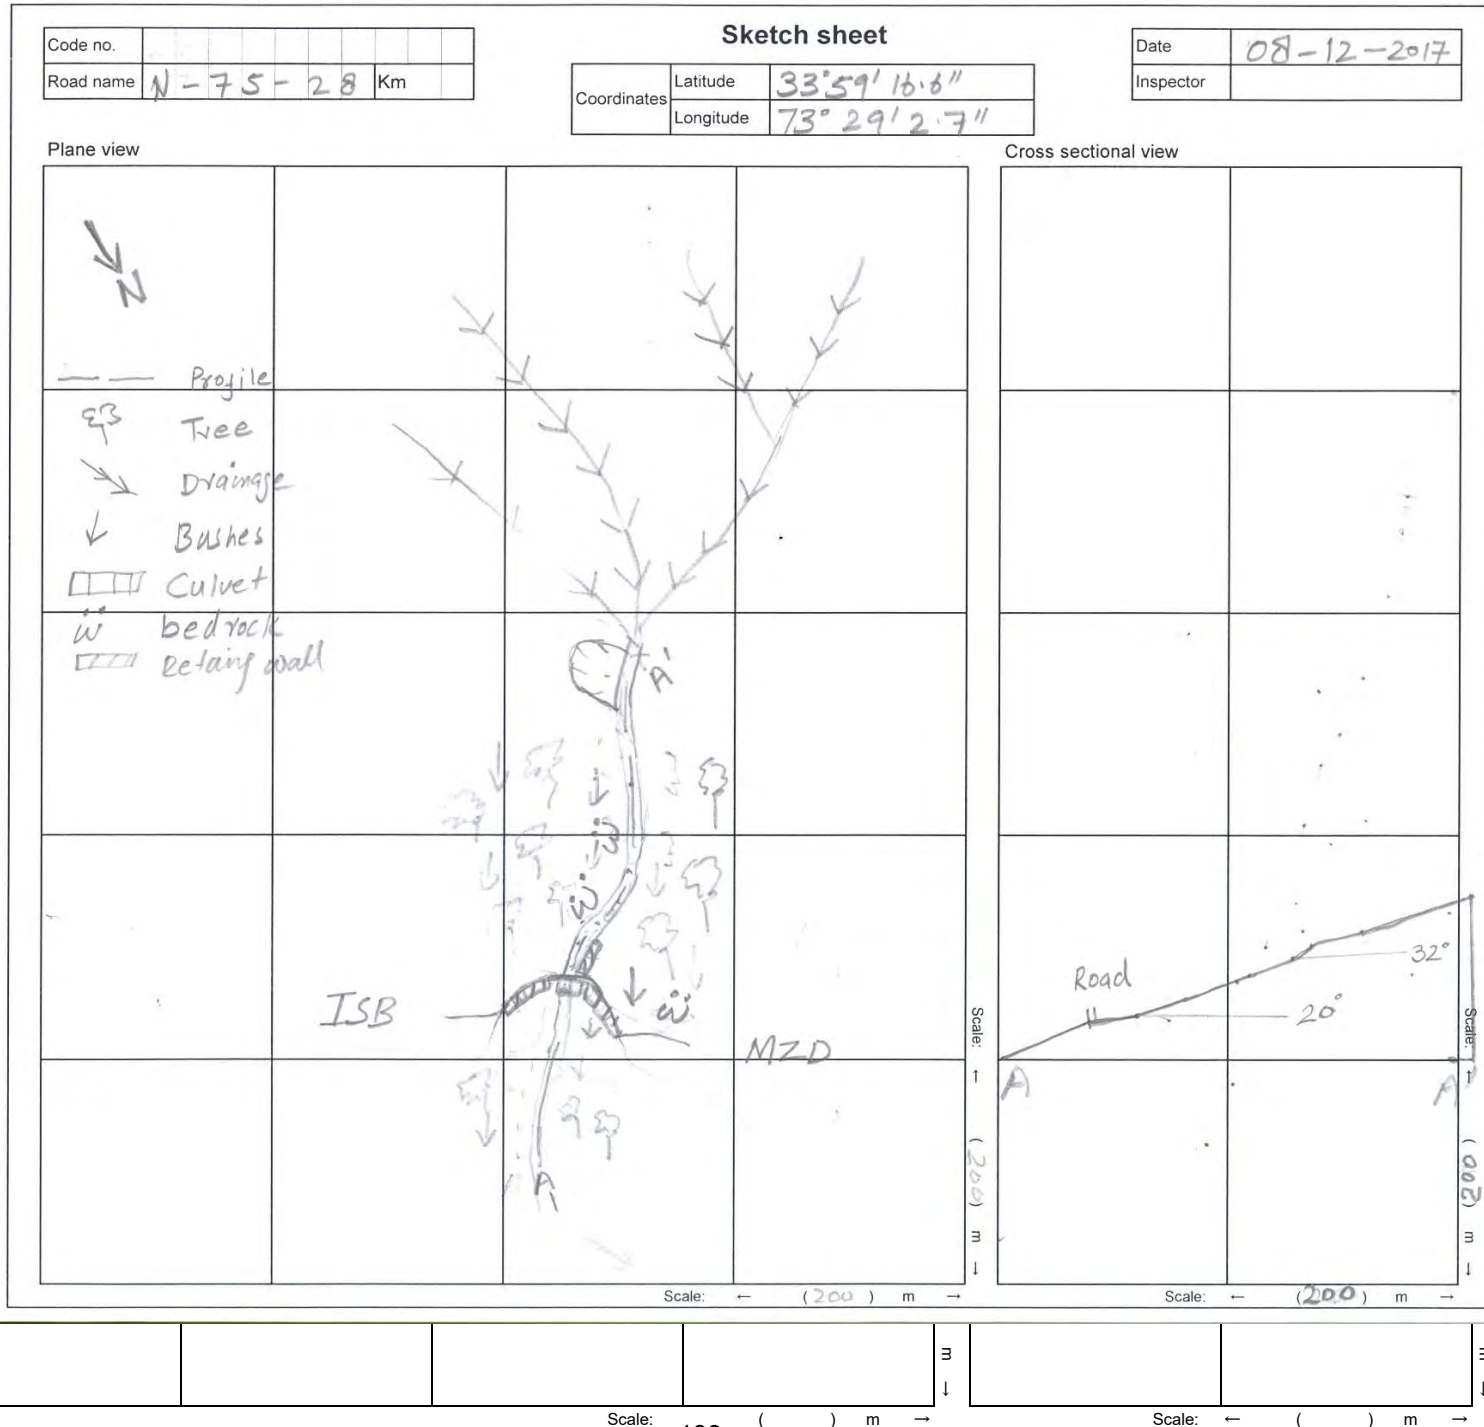 Sketch sheet
Code no.
Road name N-75-28 Km
Coordinates
Latitude 33°59'16.6"
Longitude 73°29'2.7"
Date 08-12-2017
Inspector
Plane view
N
Profile
Tree
Drainage
Bushes
Culvet
bedrock
Retaing wall
A'
ISB
MZD
A
Scale: ← (200) m →
Scale: ← (200) m →
Cross sectional view
Road
32°
20°
A
A'
Scale: ← (200) m →
Scale: ← (200) m →
m →
m
Scale: ( ) m →
Scale: ← ( ) m →